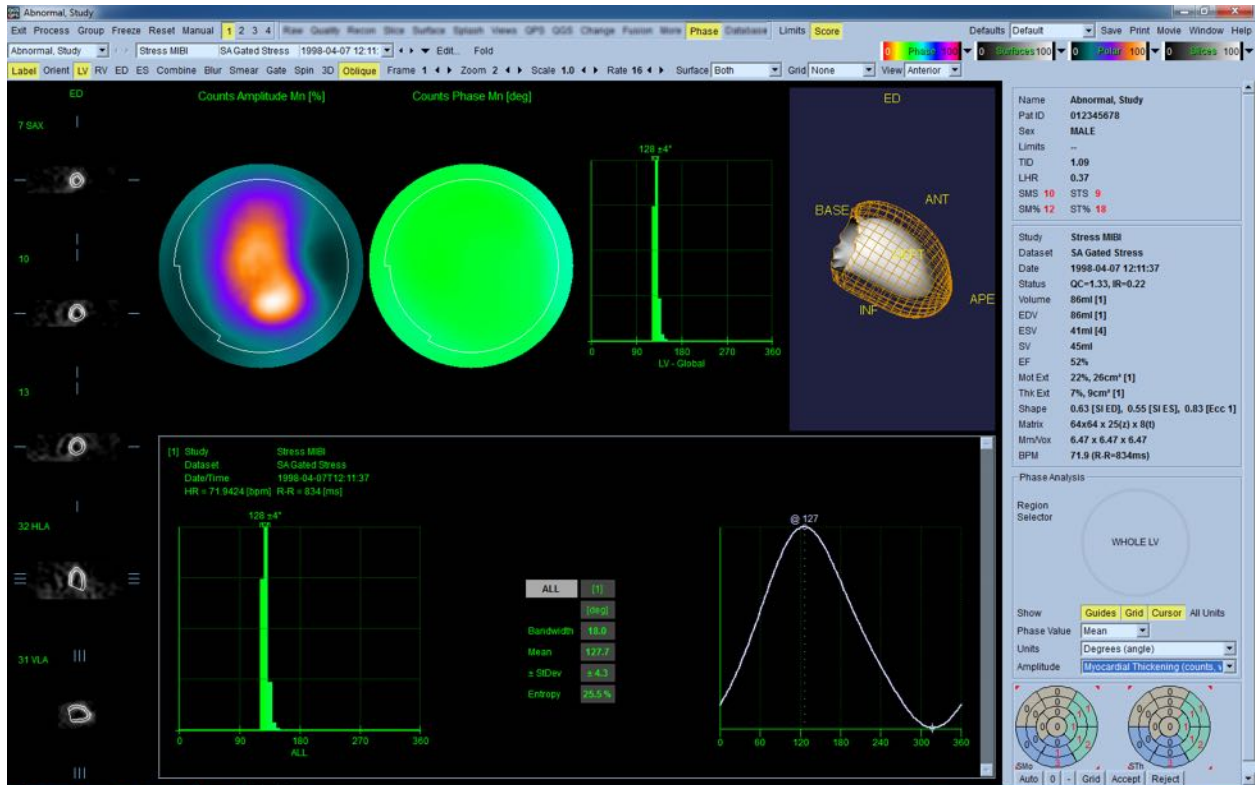 Abnormal, Study
Exit Process Group Freeze Reset Manual 1 2 3 4 Raw Quality Recon Slice Surface Splash Views QPS QGS Change Fusion More Phase Database Limits Score Defaults Default Save Print Movie Window Help
Abnormal, Study Stress MIBI SA Gated Stress 1998-04-07 12:11: Edit... Fold 0 Phase 100 0 Surfaces 100 0 Polar 100 0 Slices 100
Label Orient LV RV ED ES Combine Blur Smear Gate Spin 3D Oblique Frame 1 Zoom 2 Scale 1.0 Rate 16 Surface Both Grid None View Anterior
ED
7 SAX
10
13
32 HLA
31 VLA
Counts Amplitude Mn [%]
Counts Phase Mn [deg]
128 ±4°
0 90 180 270 360
LV - Global
ED
BASE
ANT
INF
APE
[1] Study Stress MIBI
Dataset SA Gated Stress
Date/Time 1998-04-07T12:11:37
HR = 71.9424 [bpm] R-R = 834 [ms]
128 ±4°
0 90 180 270 360
ALL
ALL [1]
[deg]
Bandwidth 18.0
Mean 127.7
± StDev ± 4.3
Entropy 25.5 %
@ 127
0 60 120 180 240 300 360
Name Abnormal, Study
Pat ID 012345678
Sex MALE
Limits --
TID 1.09
LHR 0.37
SMS 10 STS 9
SM% 12 ST% 18
Study Stress MIBI
Dataset SA Gated Stress
Date 1998-04-07 12:11:37
Status QC=1.33, IR=0.22
Volume 86ml [1]
EDV 86ml [1]
ESV 41ml [4]
SV 45ml
EF 52%
Mot Ext 22%, 26cm² [1]
Thk Ext 7%, 9cm² [1]
Shape 0.63 [SI ED], 0.55 [SI ES], 0.83 [Ecc 1]
Matrix 64x64 x 25(z) x 8(t)
Mm/Vox 6.47 x 6.47 x 6.47
BPM 71.9 (R-R=834ms)
Phase Analysis
Region
Selector
WHOLE LV
Show Guides Grid Cursor All Units
Phase Value Mean
Units Degrees (angle)
Amplitude Myocardial Thickening (counts,
SMo STh
Auto 0 - Grid Accept Reject